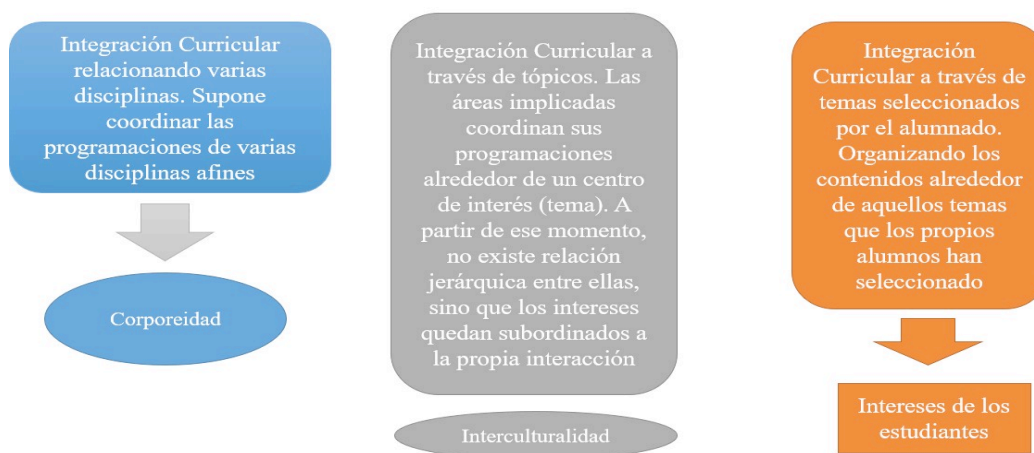 Integración Curricular
relacionando varias
disciplinas. Supone
coordinar las
programaciones de varias
disciplinas afines
Corporeidad
Integración Curricular a
través de tópicos. Las
áreas implicadas
coordinan sus
programaciones
alrededor de un centro
de interés (tema). A
partir de ese momento,
no existe relación
jerárquica entre ellas,
sino que los intereses
quedan subordinados a
la propia interacción
Interculturalidad
Integración
Curricular a través de
temas seleccionados
por el alumnado.
Organizando los
contenidos alrededor
de aquellos temas
que los propios
alumnos han
seleccionado
Intereses de los
estudiantes